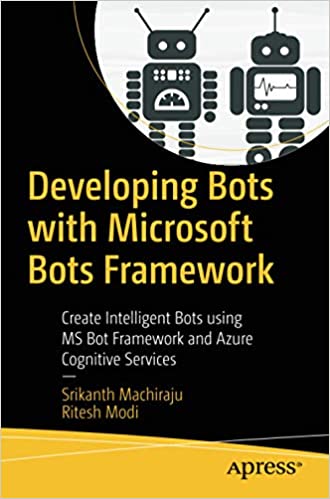 Developing Bots
with Microsoft
Bots Framework
Create Intelligent Bots using
MS Bot Framework and Azure
Cognitive Services
—
Srikanth Machiraju
Ritesh Modi
Apress®